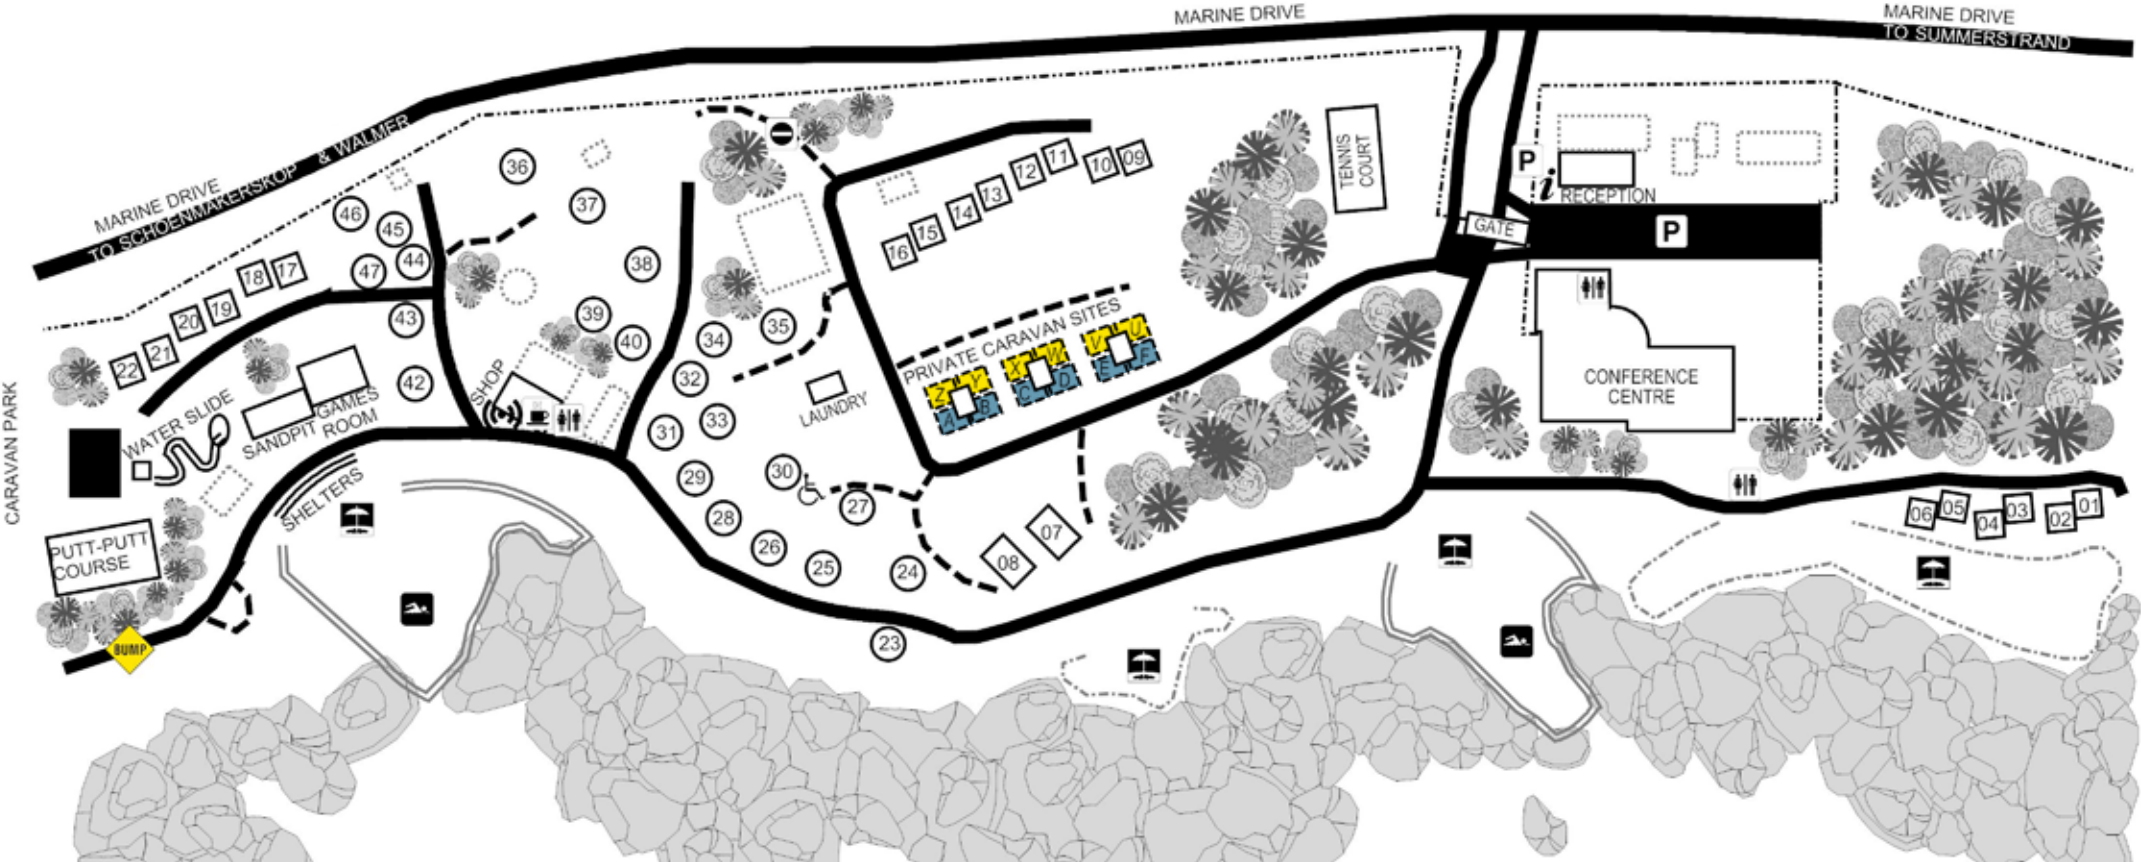 MARINE DRIVE
MARINE DRIVE
TO SUMMERSTRAND
MARINE DRIVE
TO SCHOENMAKERSKOP & WALMER
TENNIS
COURT
P
i
RECEPTION
GATE
P
CONFERENCE
CENTRE
36
37
38
39
40
46
45
44
47
43
42
18
17
19
20
21
22
12
11
10
09
13
14
15
16
35
34
32
33
31
29
30
28
27
26
25
24
23
08
07
06
05
04
03
02
01
PRIVATE CARAVAN SITES
Z
Y
X
W
V
U
A
B
C
D
E
F
LAUNDRY
SHOP
GAMES
ROOM
SANDPIT
WATER SLIDE
SHELTERS
CARAVAN PARK
PUTT-PUTT
COURSE
BUMP